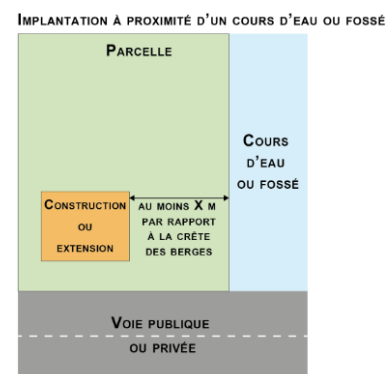 Implantation à proximité d'un cours d'eau ou fossé
Parcelle
Cours
d'eau
ou fossé
Construction
ou
extension
au moins X m
par rapport
à la crête
des berges
Voie publique
ou privée